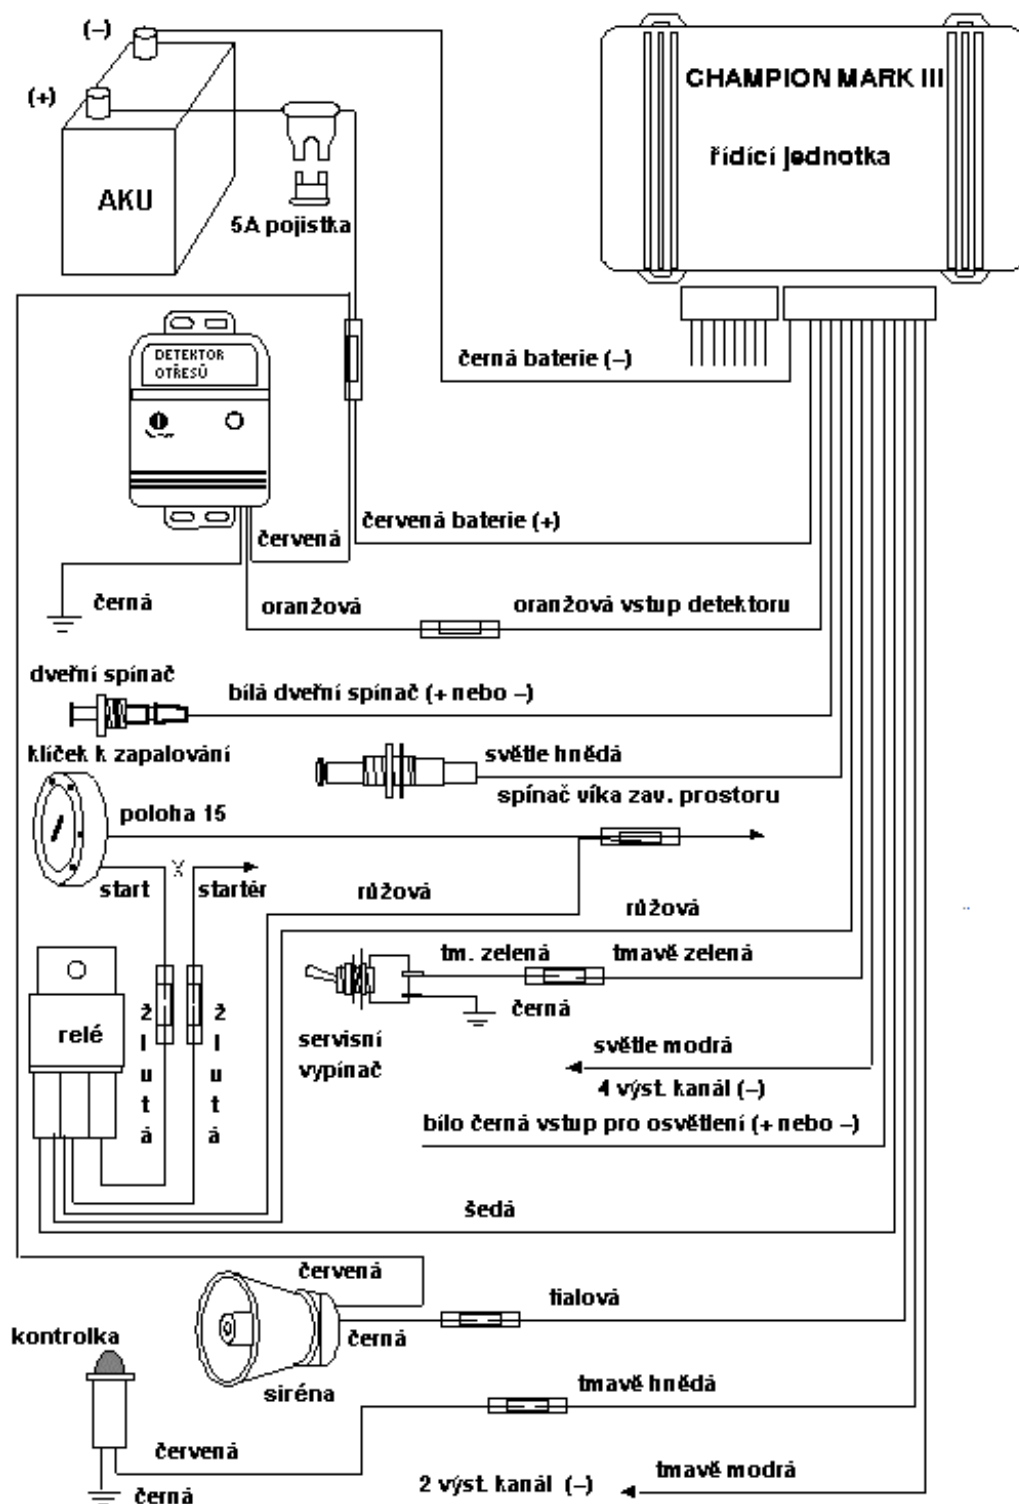 (–)
(+)
AKU
5A pojistka
CHAMPION MARK III
řídící jednotka
DETEKTOR
OTŘESŮ
černá baterie (–)
červená baterie (+)
červená
černá
oranžová
oranžová vstup detektoru
dveřní spínač
bílá dveřní spínač (+ nebo –)
klíček k zapalování
světle hnědá
spínač víka zav. prostoru
poloha 15
start
startér
růžová
růžová
tm. zelená
tmavě zelená
černá
servisní
vypínač
relé
žlutá
žlutá
světle modrá
4 výst. kanál (–)
bílo černá vstup pro osvětlení (+ nebo –)
šedá
červená
fialová
černá
siréna
kontrolka
tmavě hnědá
červená
černá
2 výst. kanál (–)
tmavě modrá